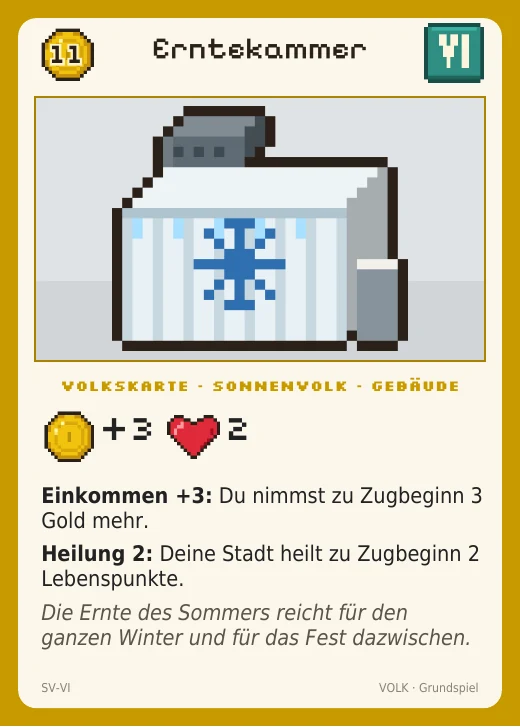 11 Erntekammer VI
VOLKSKARTE · SONNENVOLK · GEBÄUDE
+3 2
Einkommen +3: Du nimmst zu Zugbeginn 3
Gold mehr.
Heilung 2: Deine Stadt heilt zu Zugbeginn 2
Lebenspunkte.
Die Ernte des Sommers reicht für den
ganzen Winter und für das Fest dazwischen.
SV-VI VOLK · Grundspiel